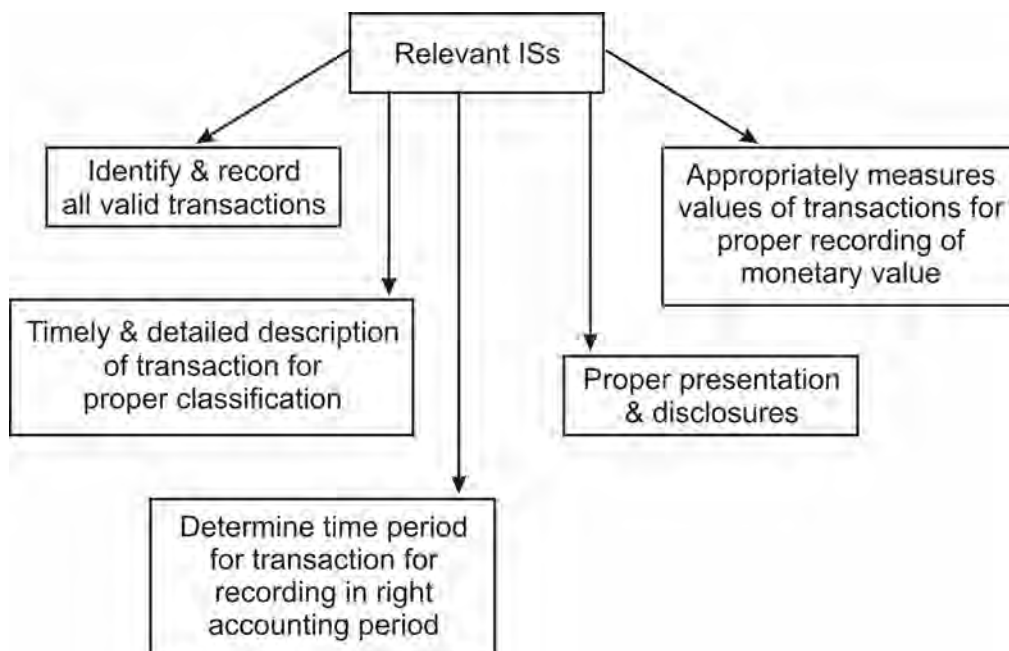 Relevant ISs
Identify & record
all valid transactions
Appropriately measures
values of transactions for
proper recording of
monetary value
Timely & detailed description
of transaction for
proper classification
Proper presentation
& disclosures
Determine time period
for transaction for
recording in right
accounting period